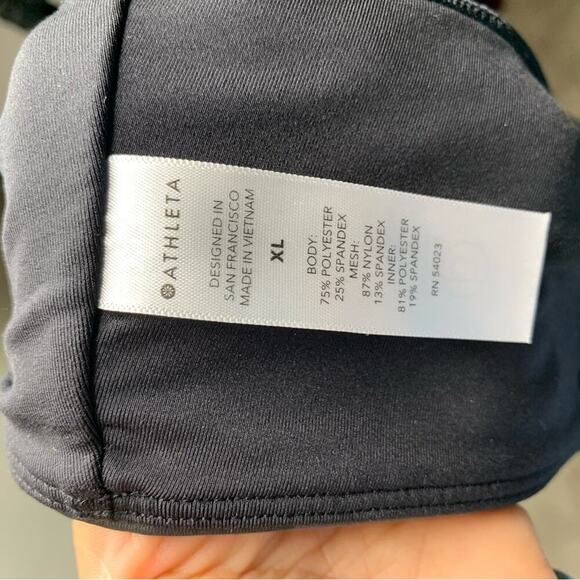 ATHLETA
DESIGNED IN
SAN FRANCISCO
MADE IN VIETNAM
XL
BODY:
75% POLYESTER
25% SPANDEX
MESH:
87% NYLON
13% SPANDEX
INNER:
81% POLYESTER
19% SPANDEX
RN 54023